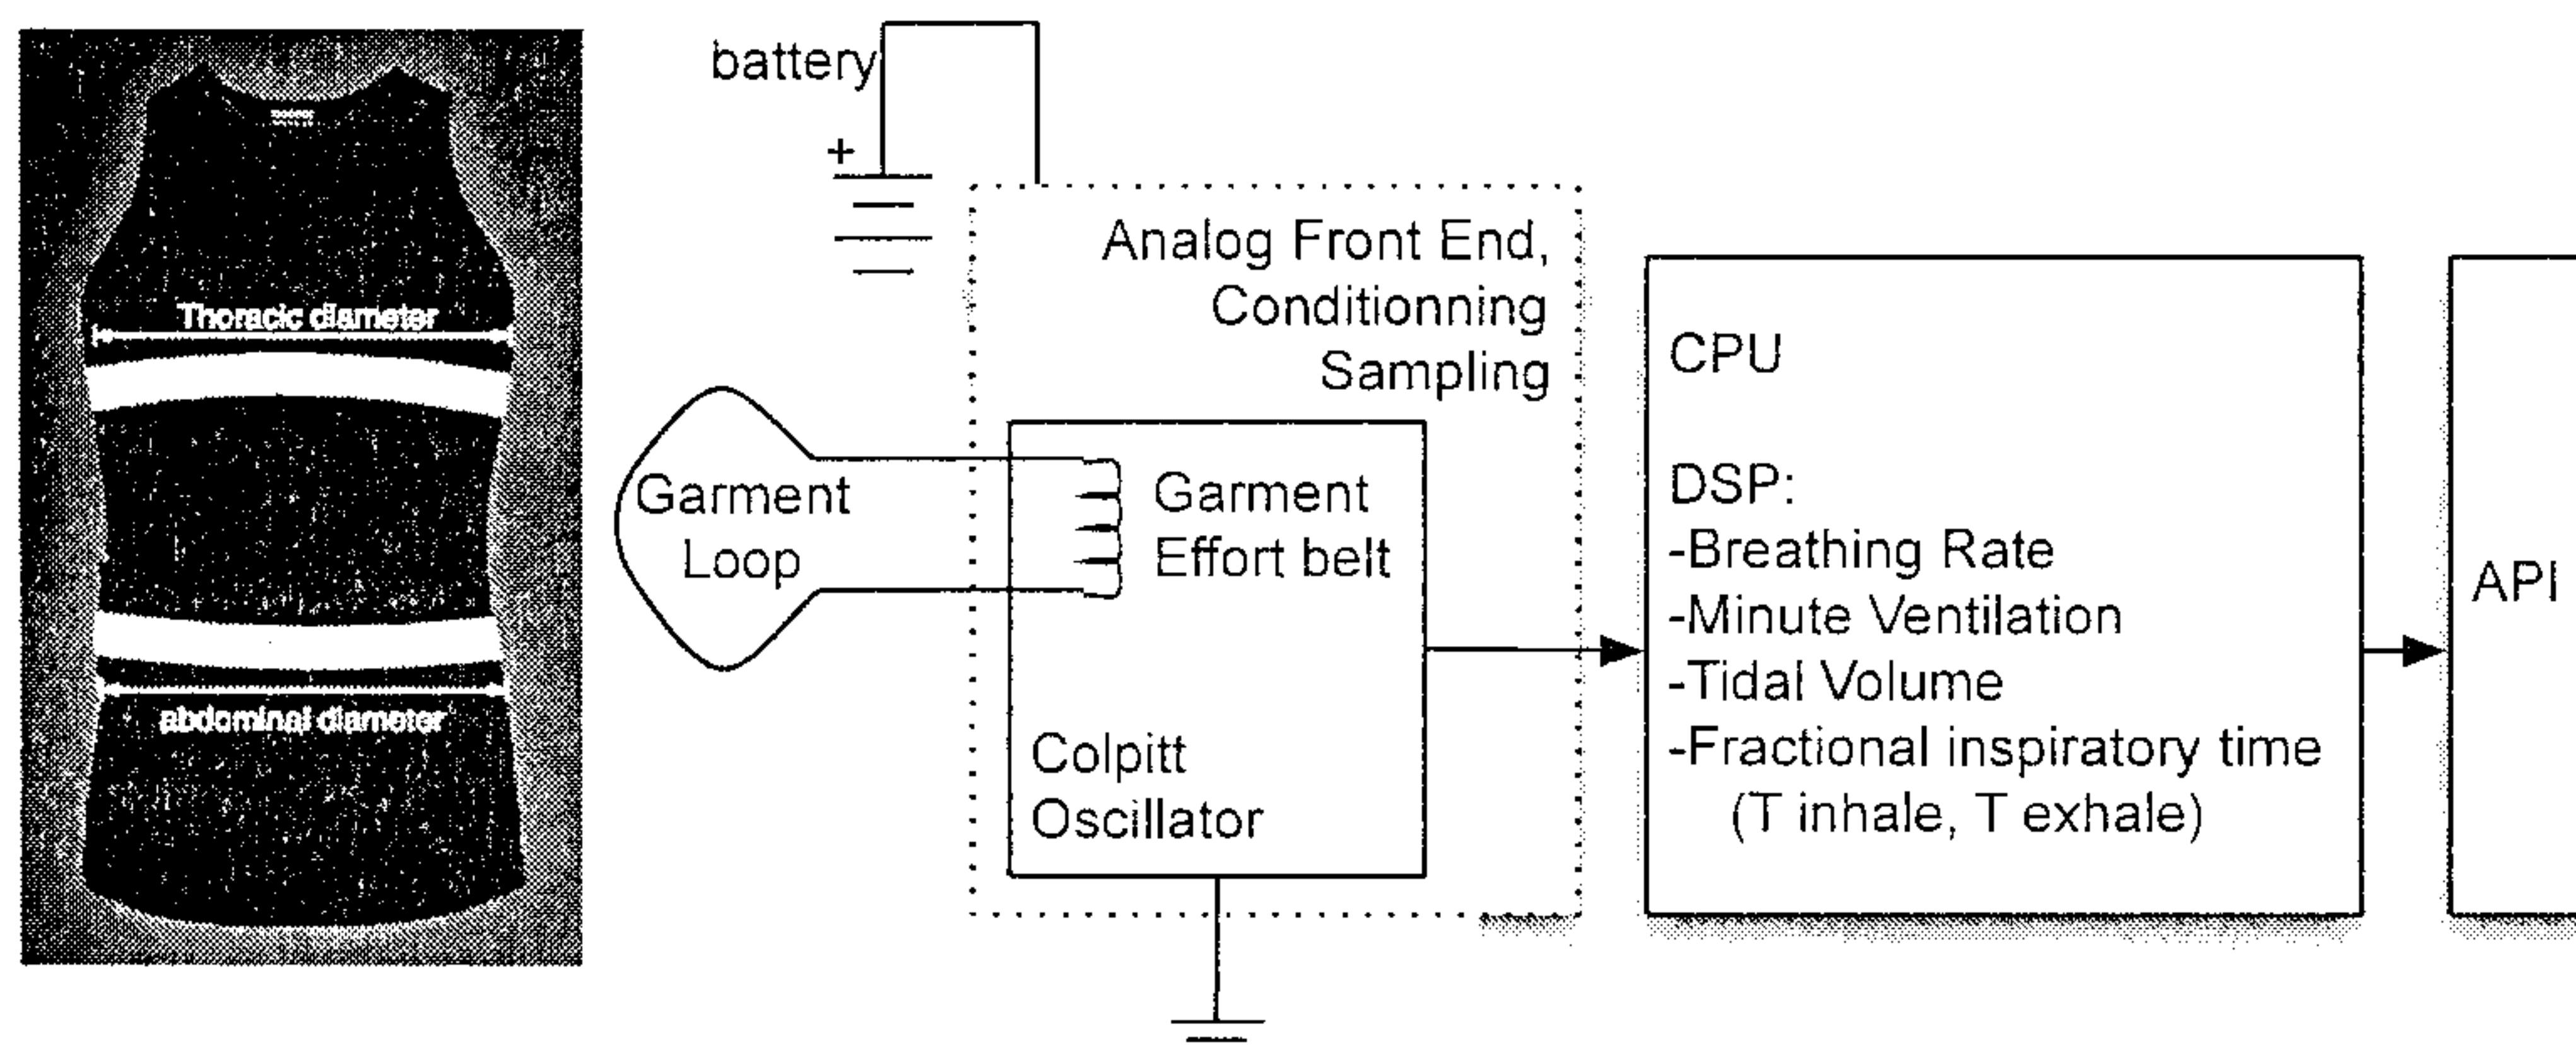 Thoracic diameter
abdominal diameter
battery
+
Garment
Loop
Analog Front End,
Conditionning
Sampling
Garment
Effort belt
Colpitt
Oscillator
CPU
DSP:
-Breathing Rate
-Minute Ventilation
-Tidal Volume
-Fractional inspiratory time
(T inhale, T exhale)
API